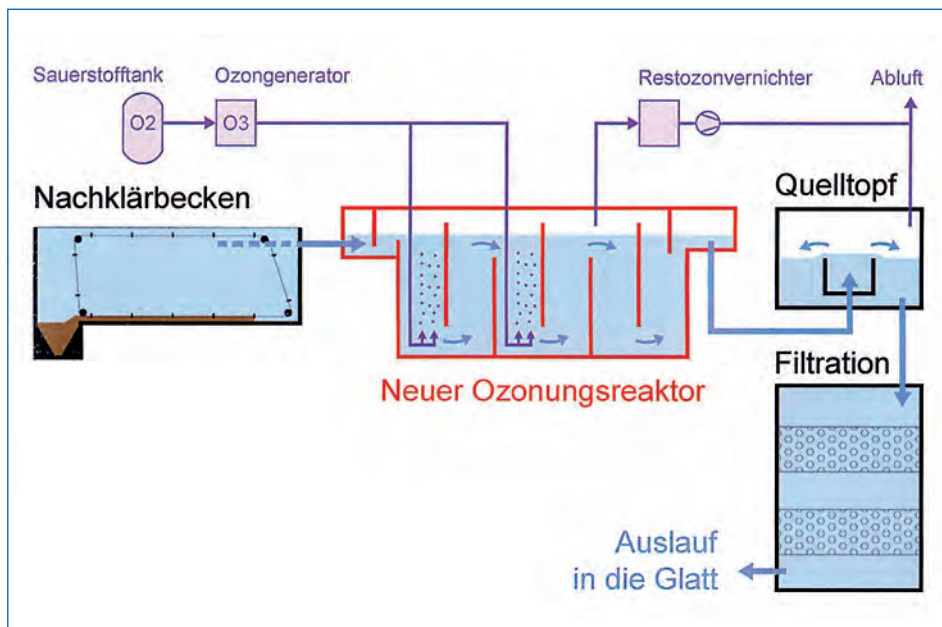 Sauerstofftank
Ozongenerator
Restozonvernichter
Abluft
O2
O3
Nachklärbecken
Quelltopf
Neuer Ozonungsreaktor
Filtration
Auslauf
in die Glatt